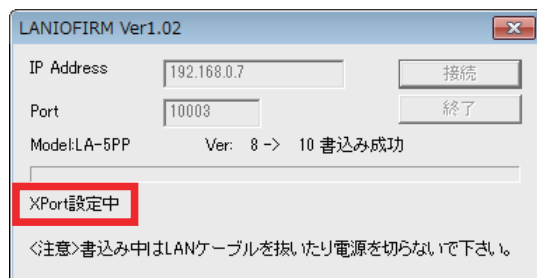 LANIOFIRM Ver1.02
IP Address 192.168.0.7 接続
Port 10003 終了
Model:LA-5PP Ver: 8 -> 10 書込み成功
XPort設定中
<注意>書込み中はLANケーブルを抜いたり電源を切らないで下さい。